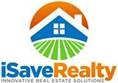 iSaveRealty
INNOVATIVE REAL ESTATE SOLUTIONS